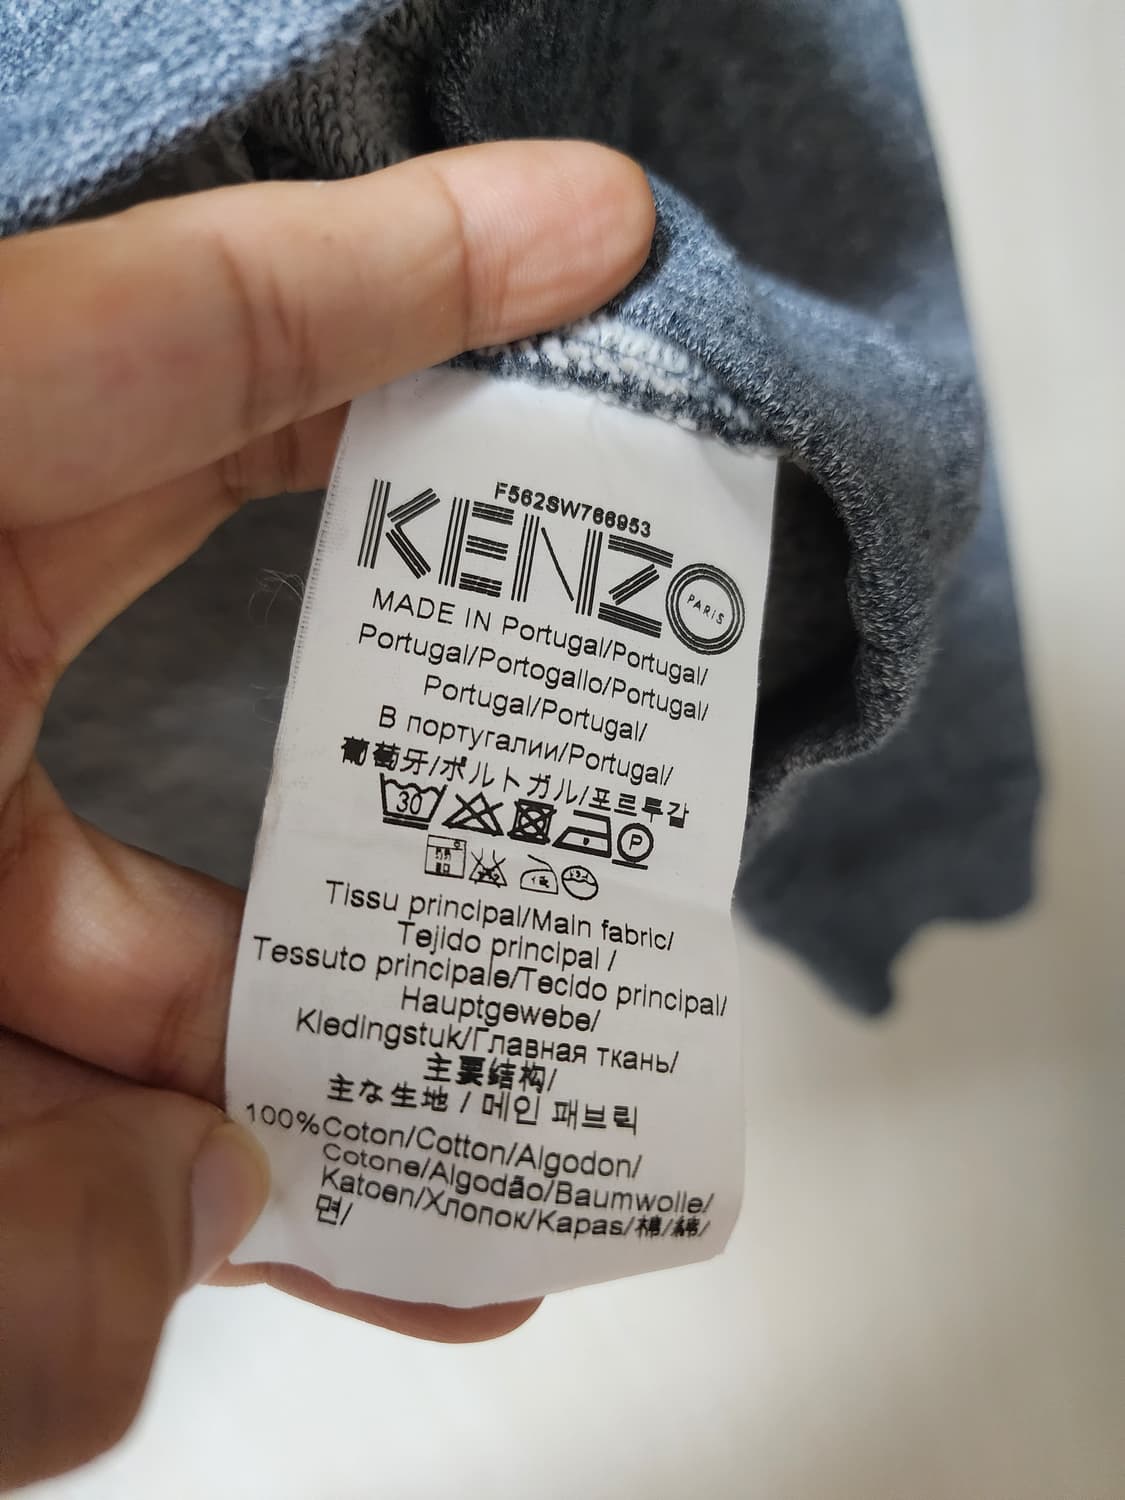 F562SW766953
KENZO
PARIS
MADE IN Portugal/Portugal/
Portugal/Portogallo/Portugal/
Portugal/Portugal/
В португалии/Portugal/
葡萄牙/ポルトガル/포르투갈
30 P
Tissu principal/Main fabric/
Tejido principal /
Tessuto principale/Tecido principal/
Hauptgewebe/
Kledingstuk/Главная ткань/
主要结构/
主な生地 / 메인 패브릭
100%Coton/Cotton/Algodon/
Cotone/Algodão/Baumwolle/
Katoen/Хлопок/Kapas/棉/綿/
면/